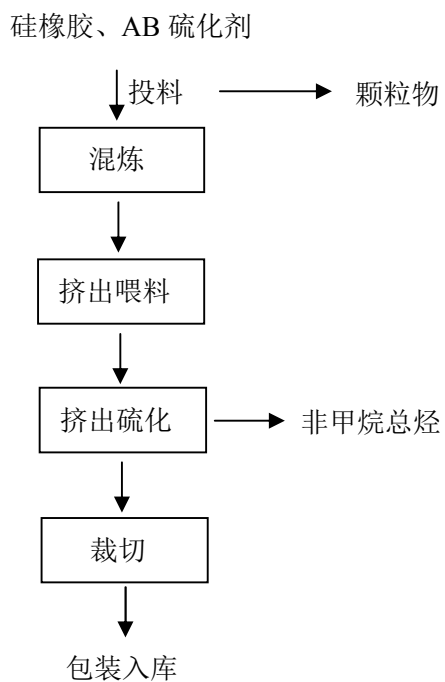 硅橡胶、AB 硫化剂
投料
颗粒物
混炼
挤出喂料
挤出硫化
非甲烷总烃
裁切
包装入库